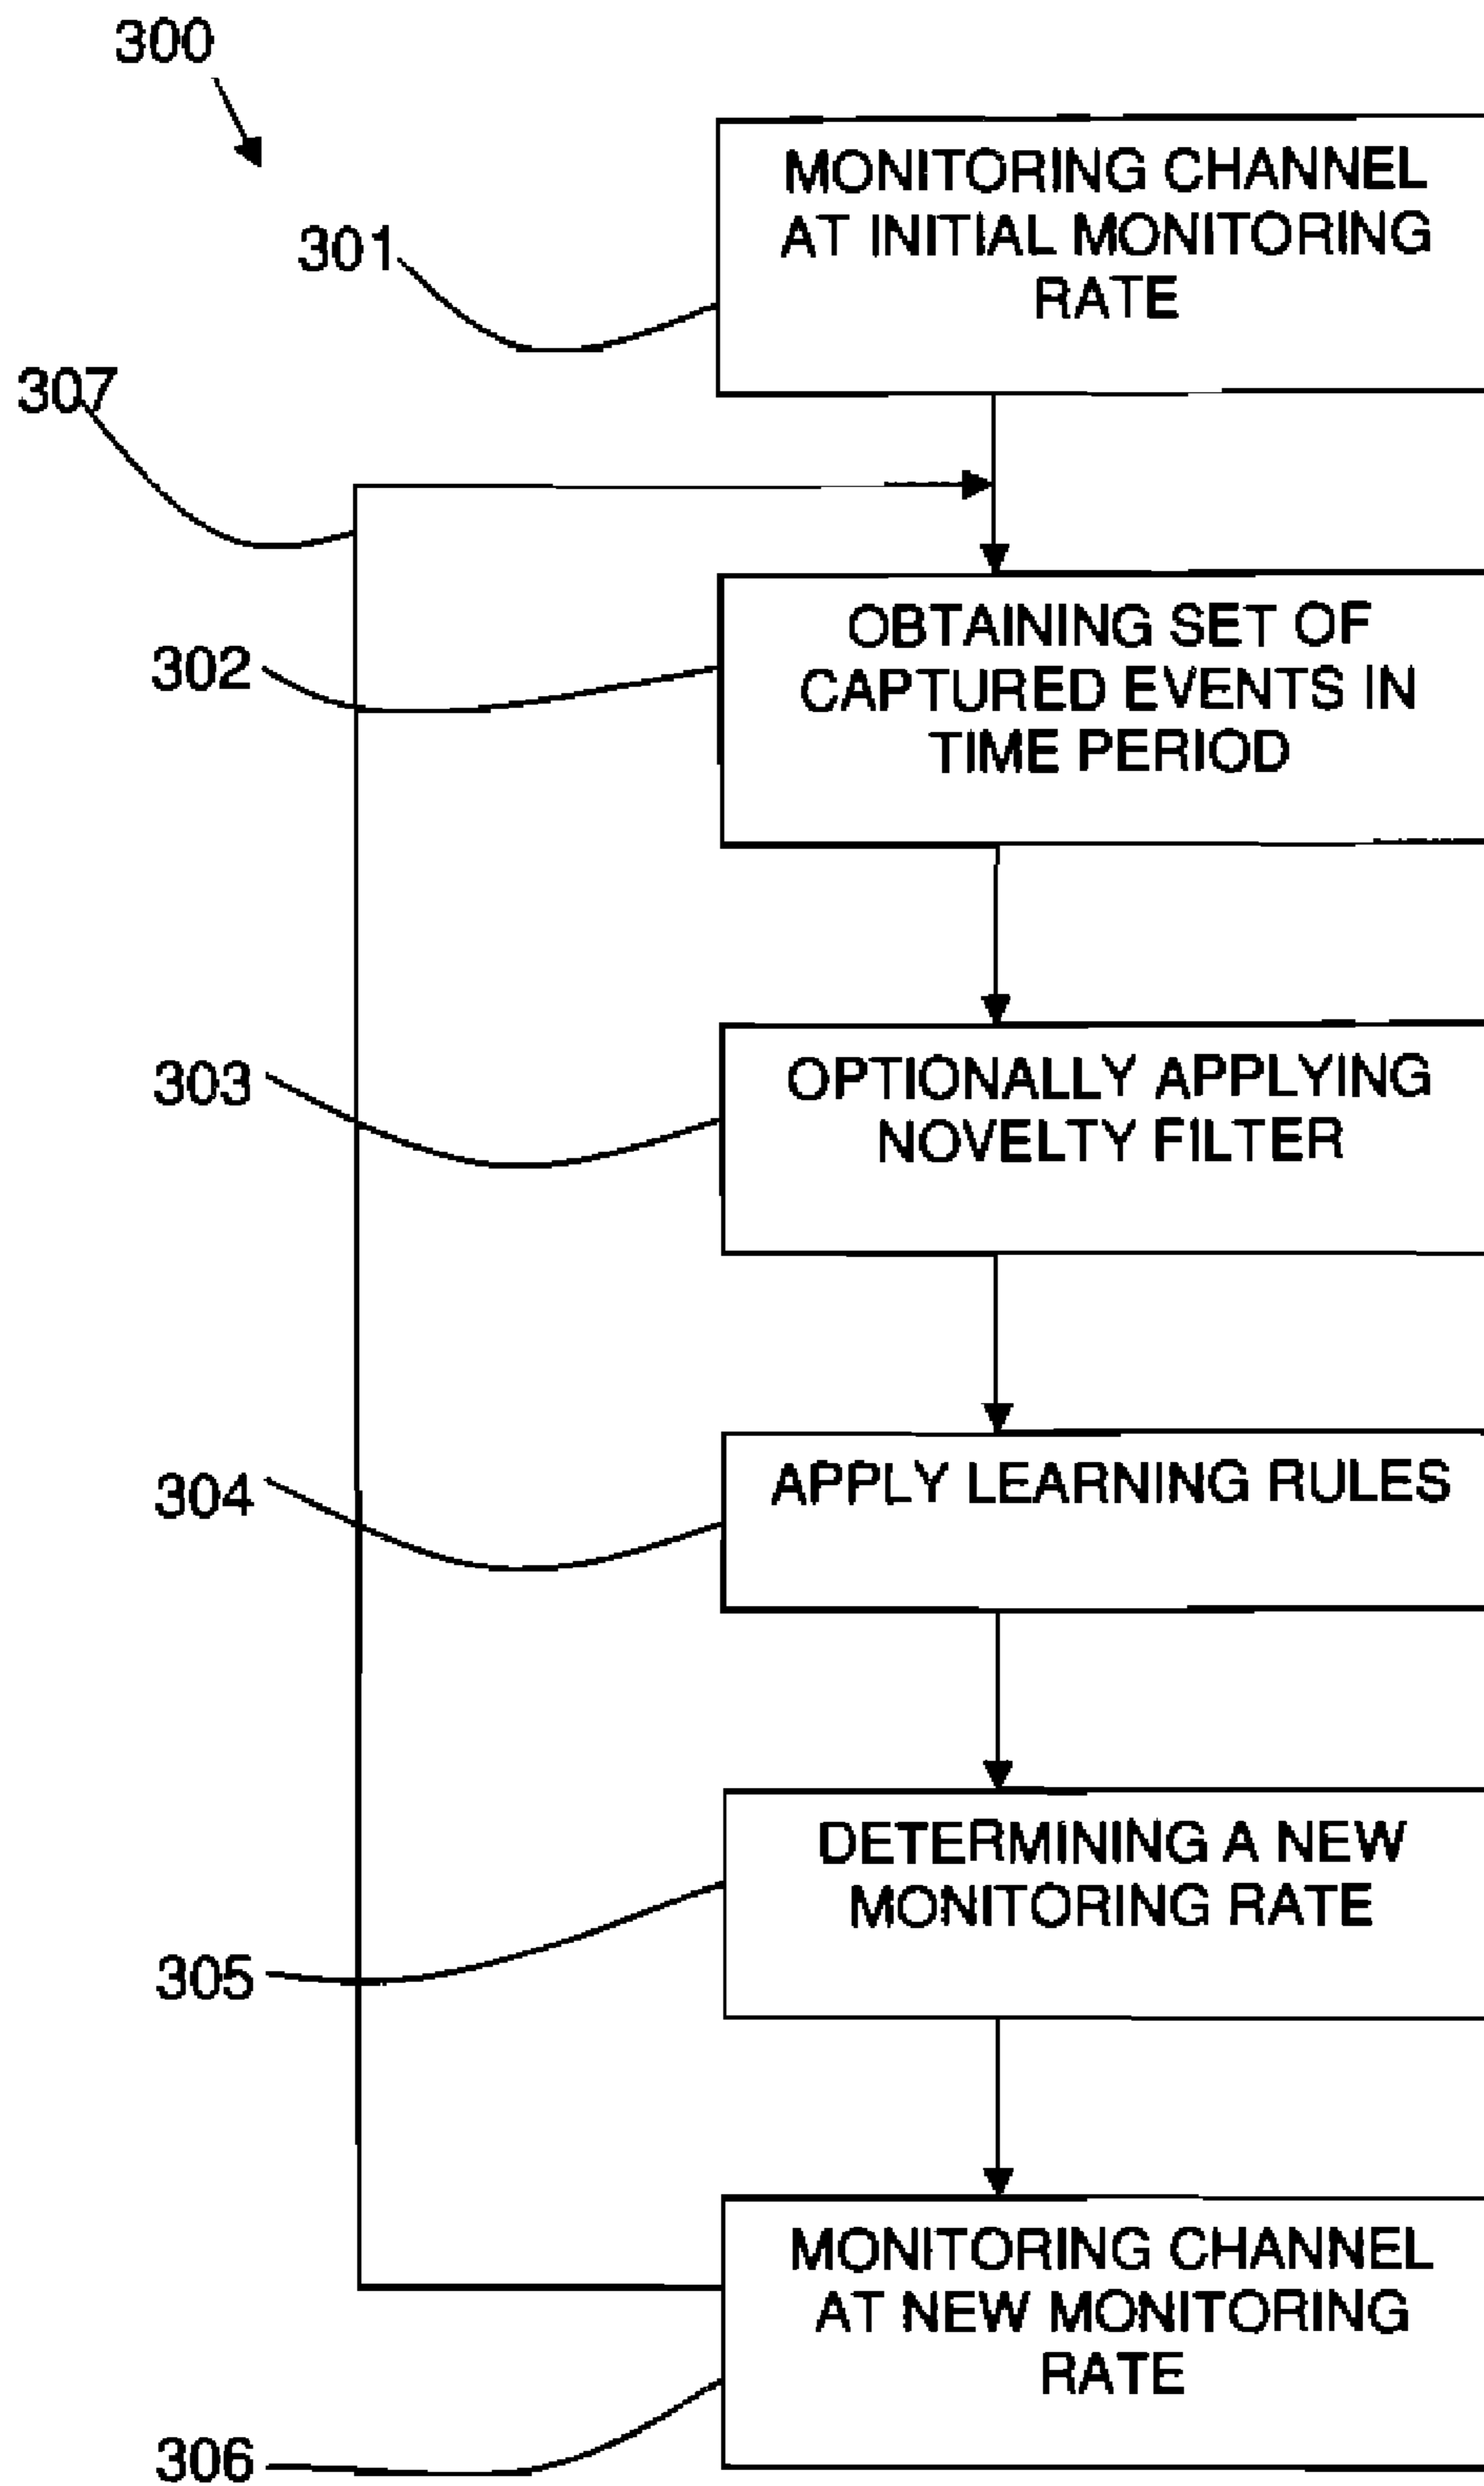 300
MONITORING CHANNEL
AT INITIAL MONITORING
RATE
301
307
OBTAINING SET OF
CAPTURED EVENTS IN
TIME PERIOD
302
OPTIONALLY APPLYING
NOVELTY FILTER
303
APPLY LEARNING RULES
304
DETERMINING A NEW
MONITORING RATE
305
MONITORING CHANNEL
AT NEW MONITORING
RATE
306